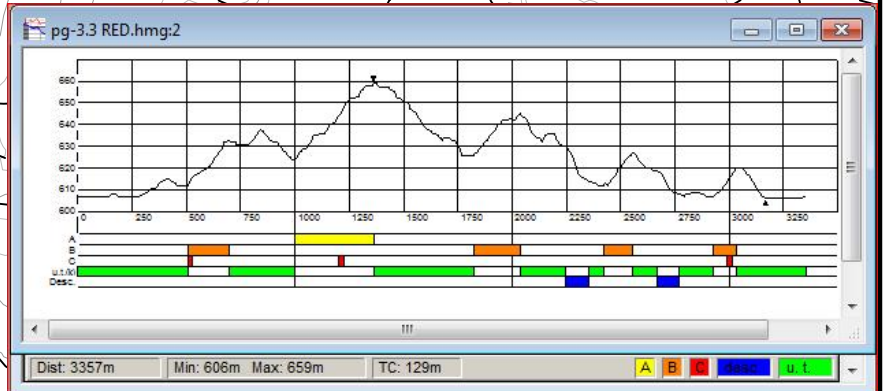 pg-3.3 RED.hmg:2
660
650
640
630
620
610
600
0 250 500 750 1000 1250 1500 1750 2000 2250 2500 2750 3000 3250
A
B
C
u.t./()
Desc.
Dist: 3357m Min: 606m Max: 659m TC: 129m A B C desc. u. t.